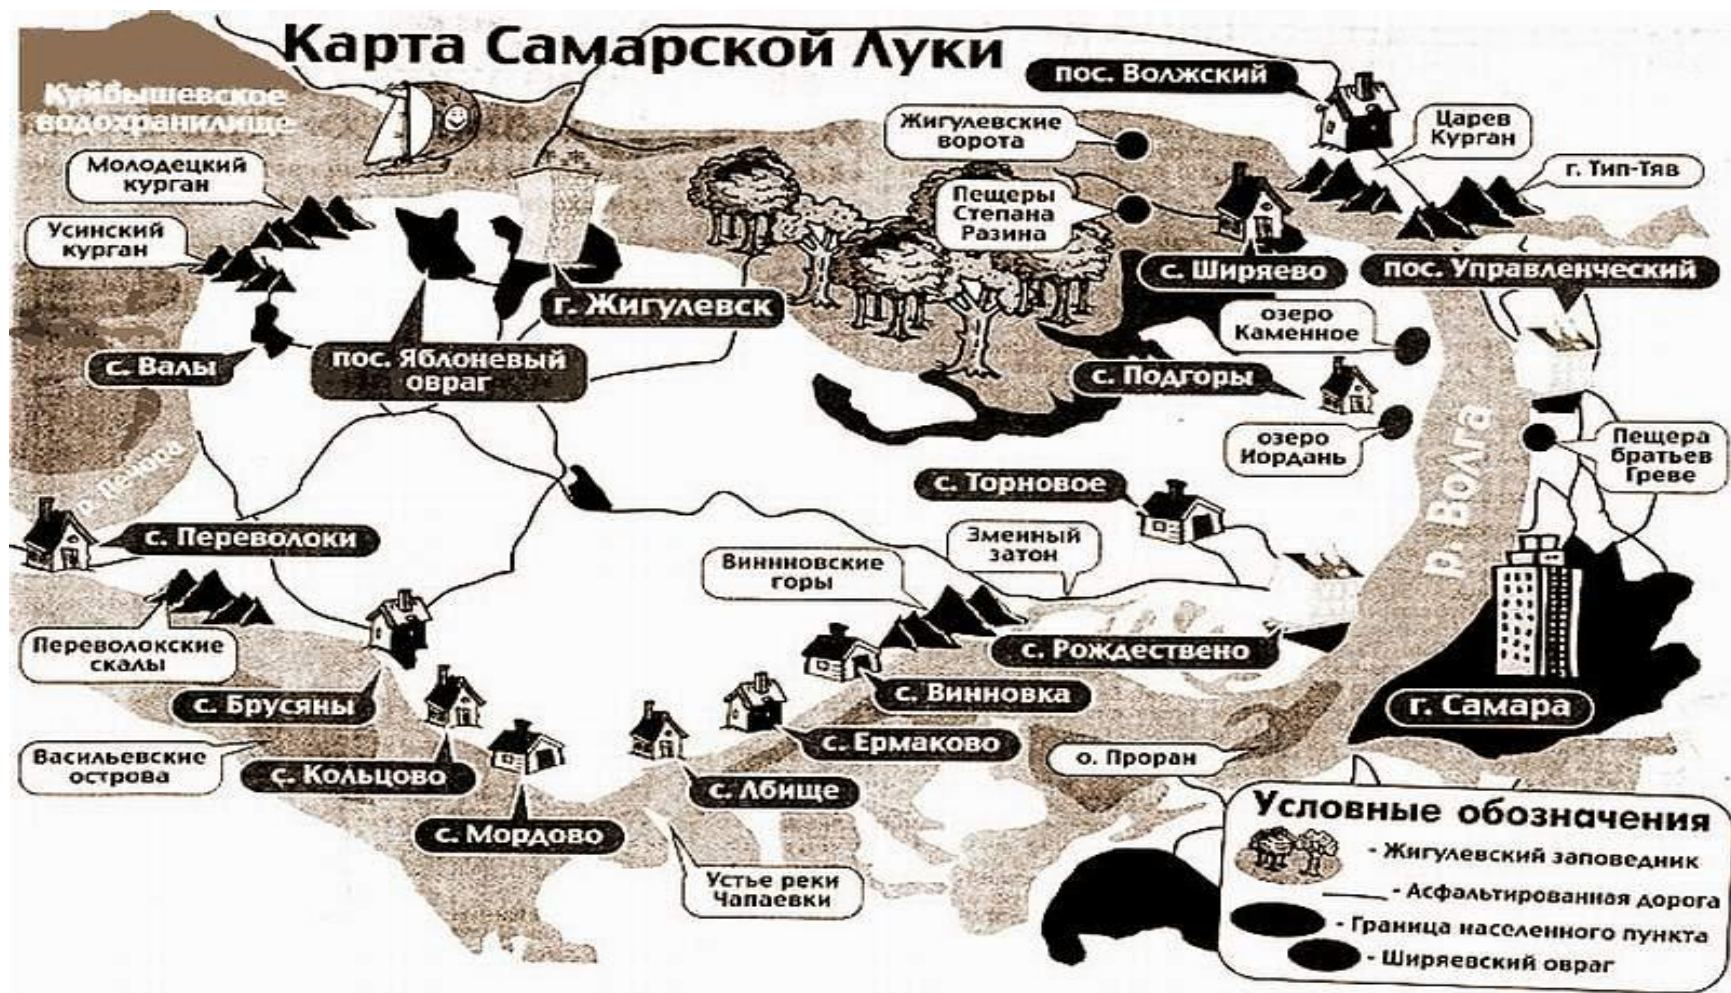 Карта Самарской Луки
пос. Волжский
Куйбышевское
водохранилище
Жигулевские
ворота
Царев
Курган
Молодецкий
курган
г. Тип-Тяв
Пещеры
Степана
Разина
Усинский
курган
с. Ширяево
пос. Управленческий
г. Жигулевск
озеро
Каменное
с. Валы
пос. Яблоневый
овраг
с. Подгоры
р. Волга
озеро
Иордань
Пещера
братьев
Греве
с. Торновое
с. Переволоки
Змеиный
затон
Виннновские
горы
Переволокские
скалы
с. Рождествено
с. Винновка
с. Брусяны
г. Самара
с. Ермаково
Васильевские
острова
с. Кольцово
о. Проран
с. Лбище
с. Мордово
Устье реки
Чапаевки
Условные обозначения
- Жигулевский заповедник
- Асфальтированная дорога
- Граница населенного пункта
- Ширяевский овраг